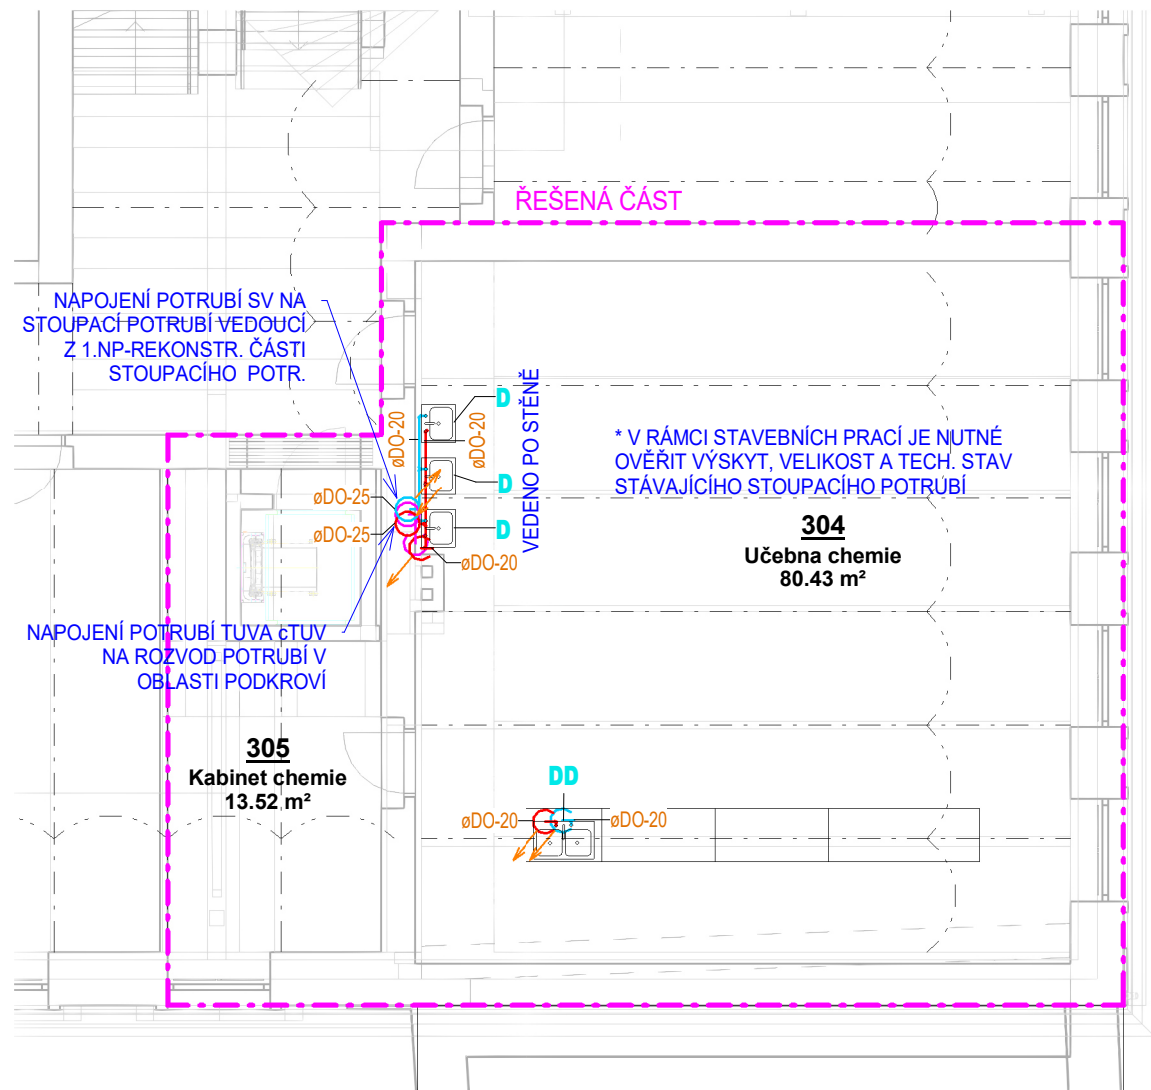 ŘEŠENÁ ČÁST
NAPOJENÍ POTRUBÍ SV NA
STOUPACÍ POTRUBÍ VEDOUCÍ
Z 1.NP-REKONSTR. ČÁSTI
STOUPACÍHO POTR.
øDO-20
øDO-20
D
D
D
VEDENO PO STĚNĚ
* V RÁMCI STAVEBNÍCH PRACÍ JE NUTNÉ
OVĚŘIT VÝSKYT, VELIKOST A TECH. STAV
STÁVAJÍCÍHO STOUPACÍHO POTRUBÍ
øDO-25
øDO-25
øDO-20
304
Učebna chemie
80.43 m²
NAPOJENÍ POTRUBÍ TUVA cTUV
NA ROZVOD POTRUBÍ V
OBLASTI PODKROVÍ
305
Kabinet chemie
13.52 m²
DD
øDO-20
øDO-20